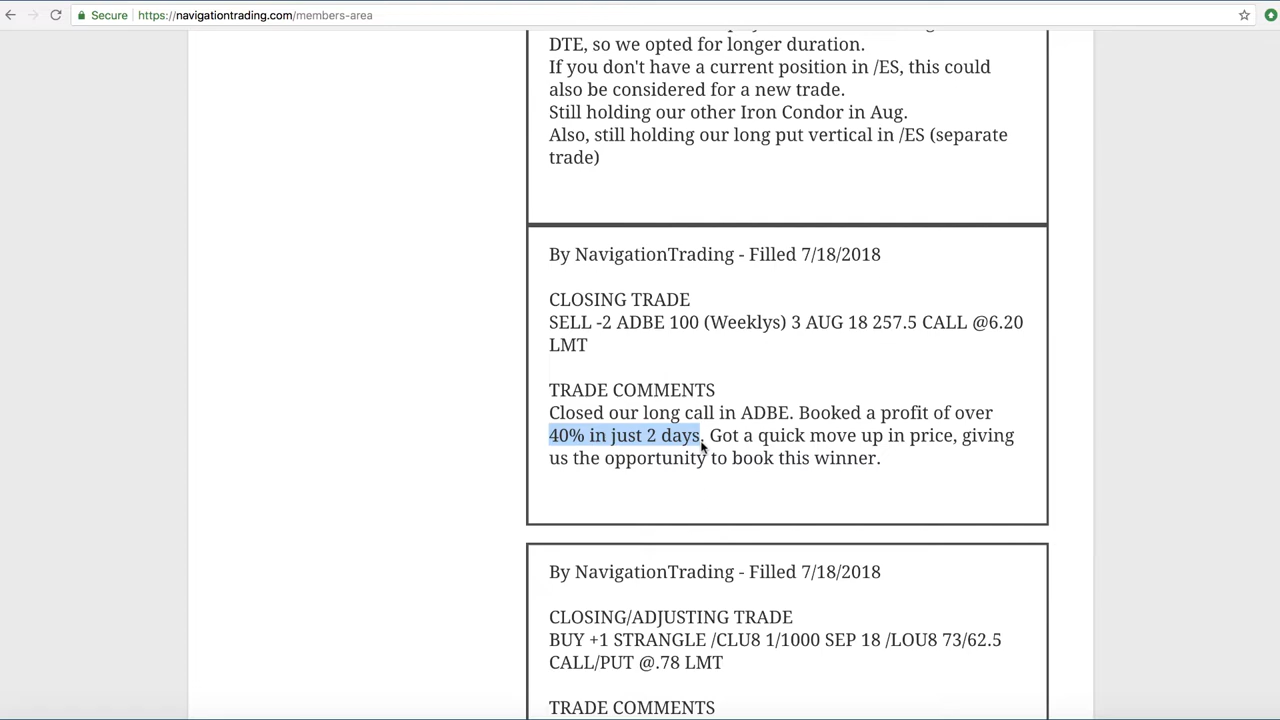 Secure
https://navigationtrading.com/members-area
DTE, so we opted for longer duration.
If you don't have a current position in /ES, this could
also be considered for a new trade.
Still holding our other Iron Condor in Aug.
Also, still holding our long put vertical in /ES (separate
trade)
By NavigationTrading - Filled 7/18/2018
CLOSING TRADE
SELL -2 ADBE 100 (Weeklys) 3 AUG 18 257.5 CALL @6.20
LMT
TRADE COMMENTS
Closed our long call in ADBE. Booked a profit of over
40% in just 2 days. Got a quick move up in price, giving
us the opportunity to book this winner.
By NavigationTrading - Filled 7/18/2018
CLOSING/ADJUSTING TRADE
BUY +1 STRANGLE /CLU8 1/1000 SEP 18 /LOU8 73/62.5
CALL/PUT @.78 LMT
TRADE COMMENTS